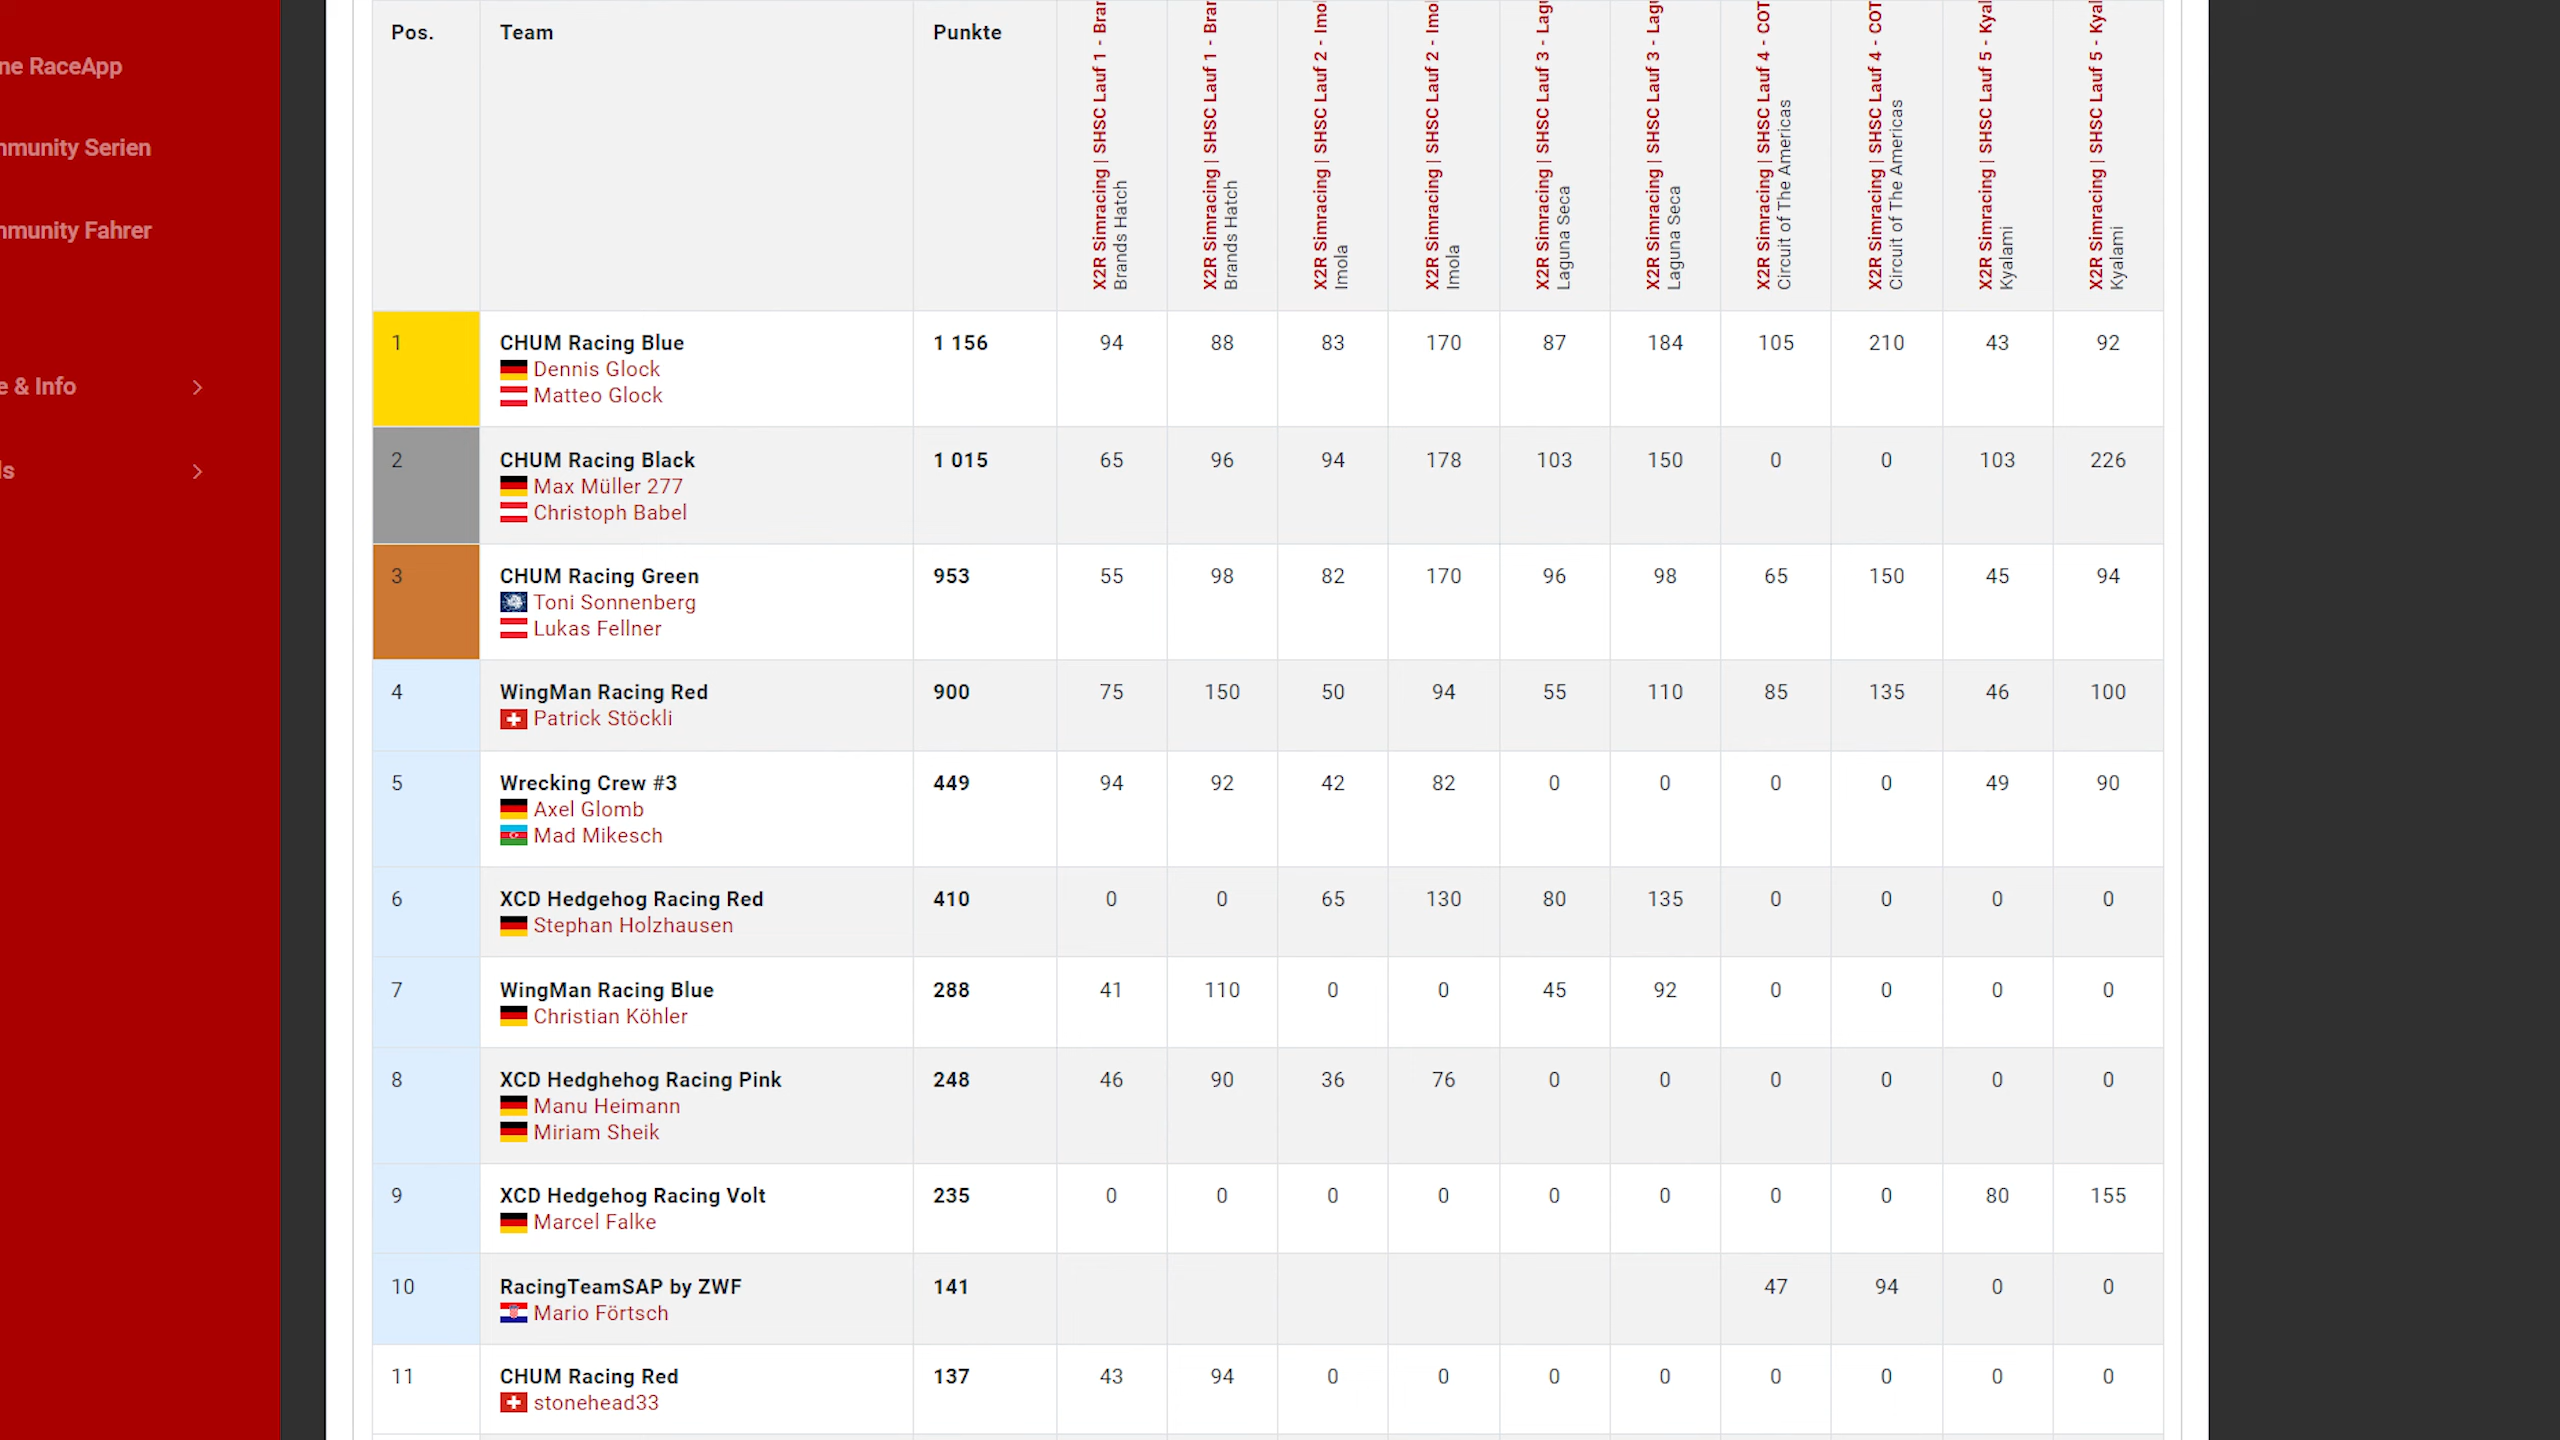 ne RaceApp
mmunity Serien
mmunity Fahrer
e & Info
ls
Pos. Team Punkte
X2R Simracing | SHSC Lauf 1 - Bran
Brands Hatch
X2R Simracing | SHSC Lauf 1 - Bran
Brands Hatch
X2R Simracing | SHSC Lauf 2 - Imo
Imola
X2R Simracing | SHSC Lauf 2 - Imo
Imola
X2R Simracing | SHSC Lauf 3 - Lagu
Laguna Seca
X2R Simracing | SHSC Lauf 3 - Lagu
Laguna Seca
X2R Simracing | SHSC Lauf 4 - COT
Circuit of The Americas
X2R Simracing | SHSC Lauf 4 - COT
Circuit of The Americas
X2R Simracing | SHSC Lauf 5 - Kyal
Kyalami
X2R Simracing | SHSC Lauf 5 - Kyal
Kyalami
1 CHUM Racing Blue 1 156 94 88 83 170 87 184 105 210 43 92
Dennis Glock
Matteo Glock
2 CHUM Racing Black 1 015 65 96 94 178 103 150 0 0 103 226
Max Müller 277
Christoph Babel
3 CHUM Racing Green 953 55 98 82 170 96 98 65 150 45 94
Toni Sonnenberg
Lukas Fellner
4 WingMan Racing Red 900 75 150 50 94 55 110 85 135 46 100
Patrick Stöckli
5 Wrecking Crew #3 449 94 92 42 82 0 0 0 0 49 90
Axel Glomb
Mad Mikesch
6 XCD Hedgehog Racing Red 410 0 0 65 130 80 135 0 0 0 0
Stephan Holzhausen
7 WingMan Racing Blue 288 41 110 0 0 45 92 0 0 0 0
Christian Köhler
8 XCD Hedghehog Racing Pink 248 46 90 36 76 0 0 0 0 0 0
Manu Heimann
Miriam Sheik
9 XCD Hedgehog Racing Volt 235 0 0 0 0 0 0 0 0 80 155
Marcel Falke
10 RacingTeamSAP by ZWF 141 47 94 0 0
Mario Förtsch
11 CHUM Racing Red 137 43 94 0 0 0 0 0 0 0 0
stonehead33